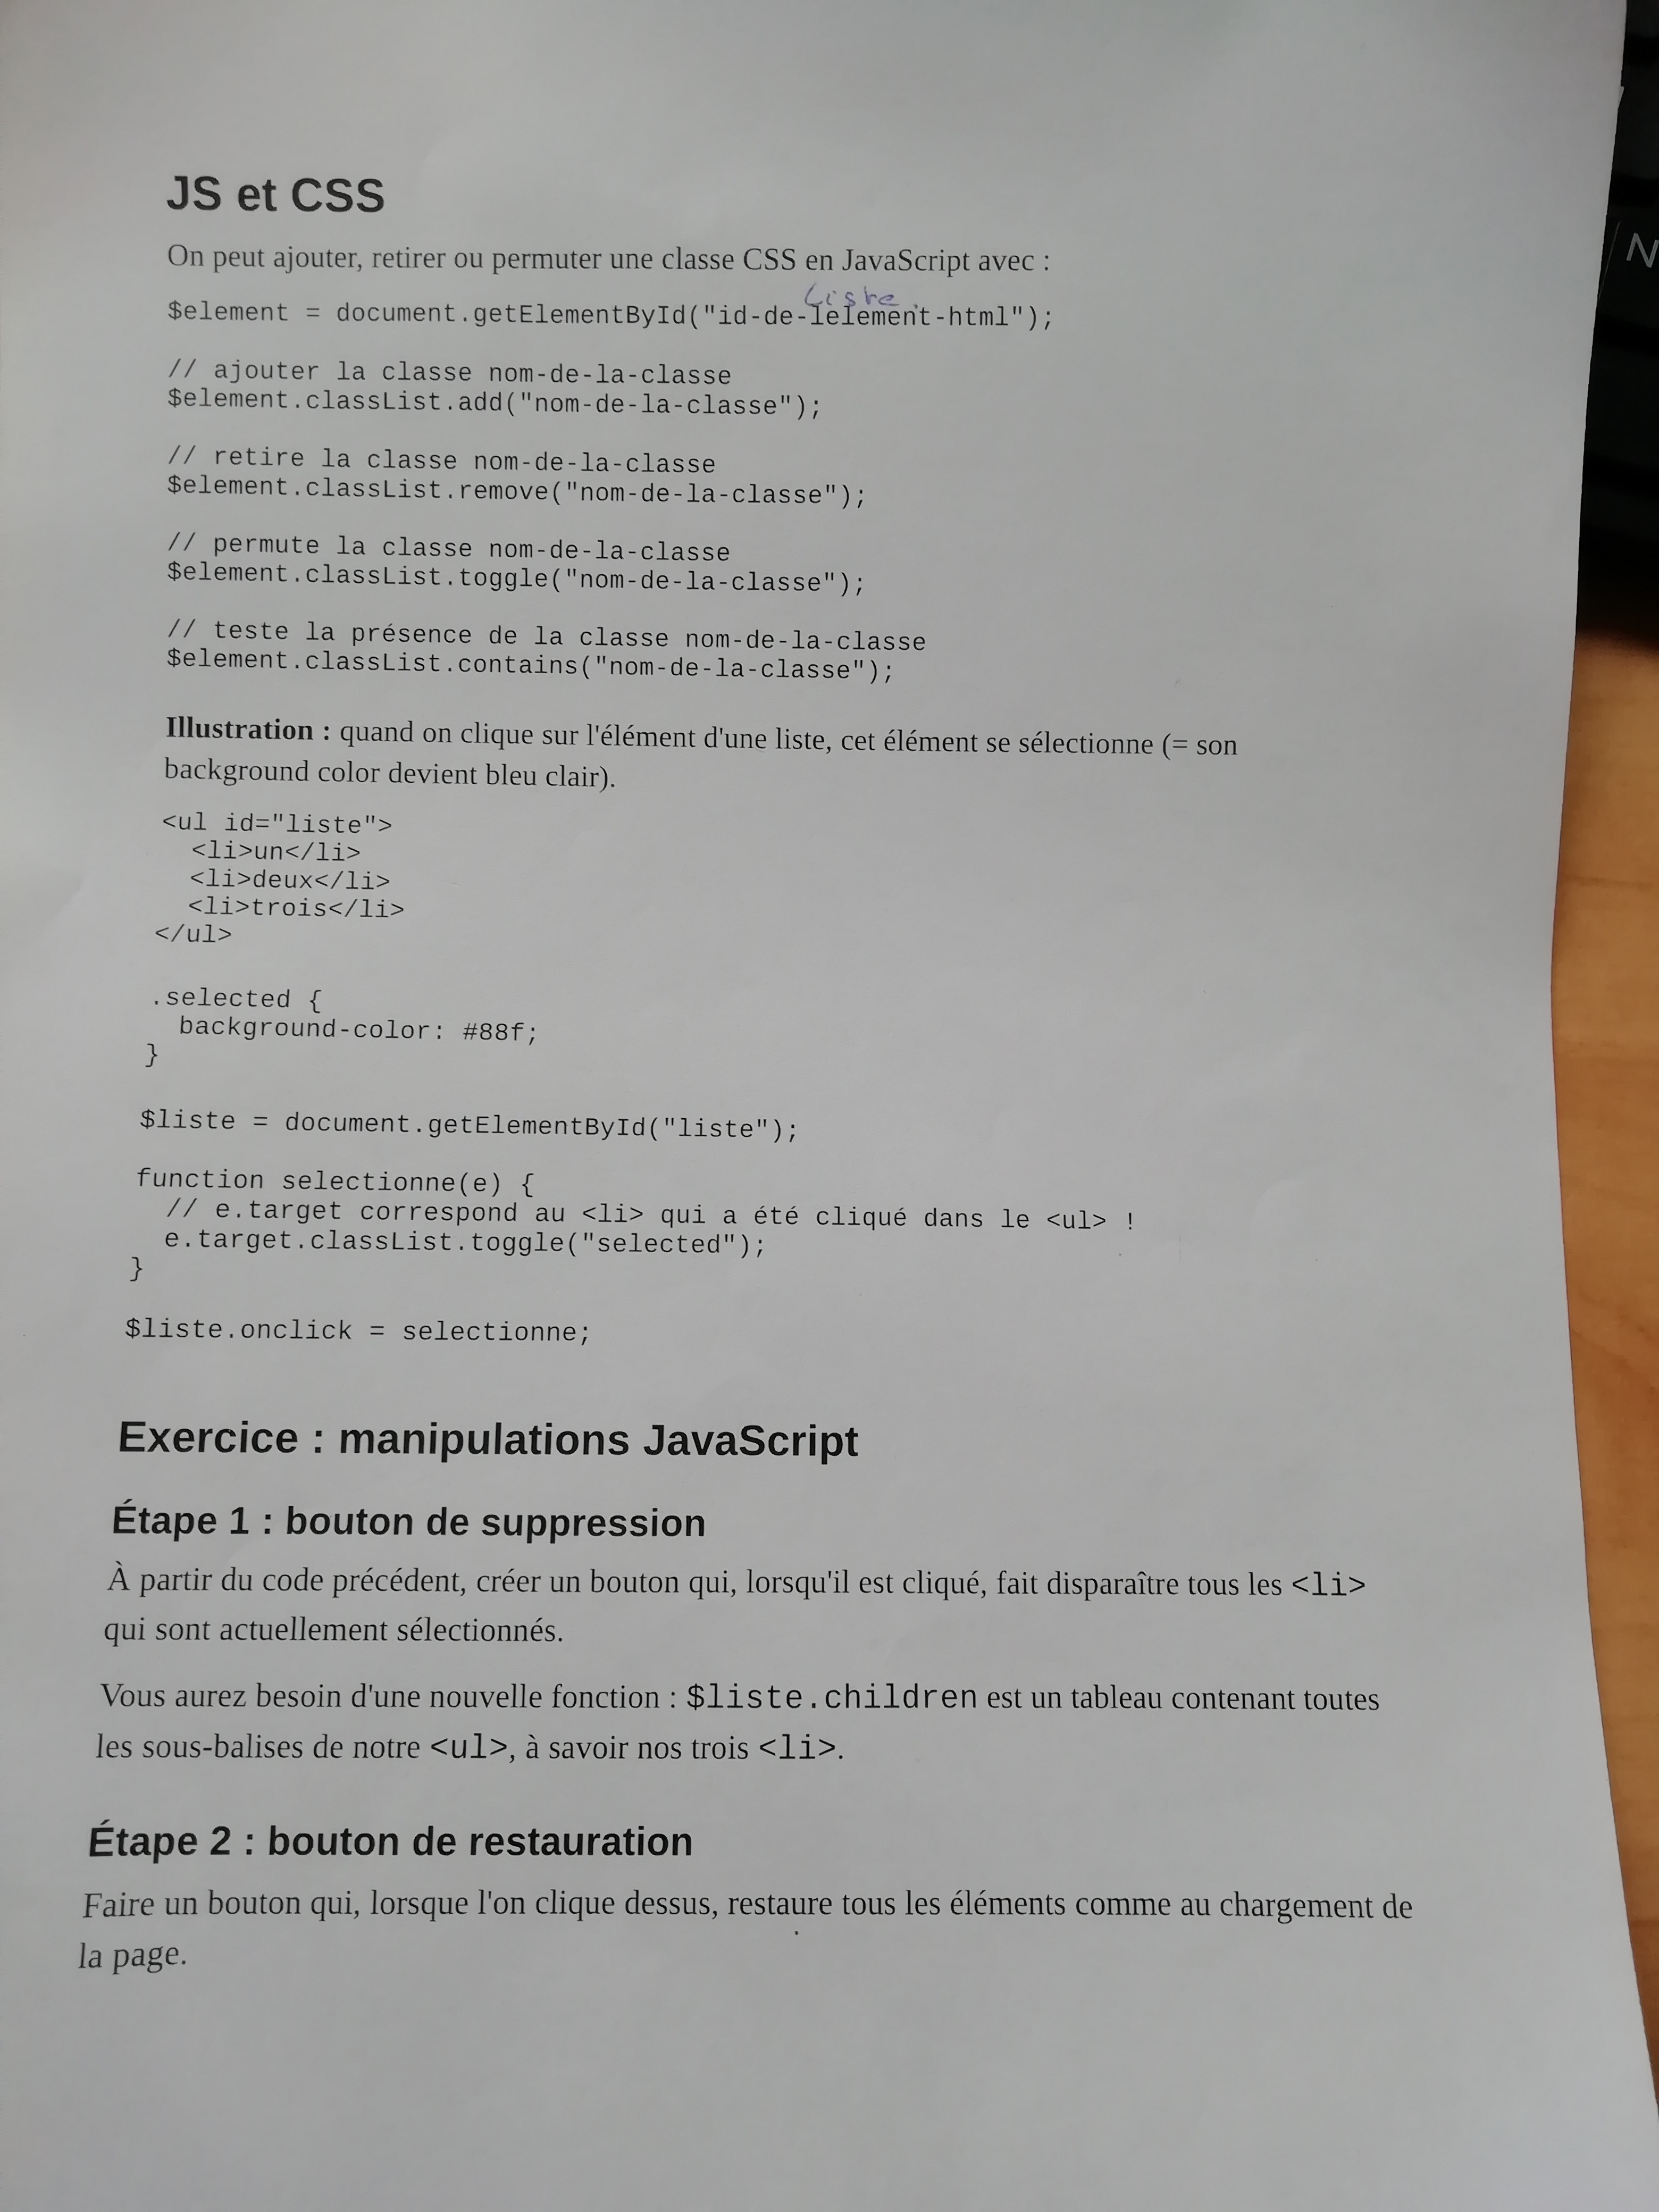 JS et CSS
On peut ajouter, retirer ou permuter une classe CSS en JavaScript avec :
Liste
$element = document.getElementById("id-de-lelement-html");
// ajouter la classe nom-de-la-classe
$element.classList.add("nom-de-la-classe");
// retire la classe nom-de-la-classe
$element.classList.remove("nom-de-la-classe");
// permute la classe nom-de-la-classe
$element.classList.toggle("nom-de-la-classe");
// teste la présence de la classe nom-de-la-classe
$element.classList.contains("nom-de-la-classe");
Illustration : quand on clique sur l'élément d'une liste, cet élément se sélectionne (= son
background color devient bleu clair).
<ul id="liste">
  <li>un</li>
  <li>deux</li>
  <li>trois</li>
</ul>
.selected {
  background-color: #88f;
}
$liste = document.getElementById("liste");
function selectionne(e) {
  // e.target correspond au <li> qui a été cliqué dans le <ul> !
  e.target.classList.toggle("selected");
}
$liste.onclick = selectionne;
Exercice : manipulations JavaScript
Étape 1 : bouton de suppression
À partir du code précédent, créer un bouton qui, lorsqu'il est cliqué, fait disparaître tous les <li>
qui sont actuellement sélectionnés.
Vous aurez besoin d'une nouvelle fonction : $liste.children est un tableau contenant toutes
les sous-balises de notre <ul>, à savoir nos trois <li>.
Étape 2 : bouton de restauration
Faire un bouton qui, lorsque l'on clique dessus, restaure tous les éléments comme au chargement de
la page.
N